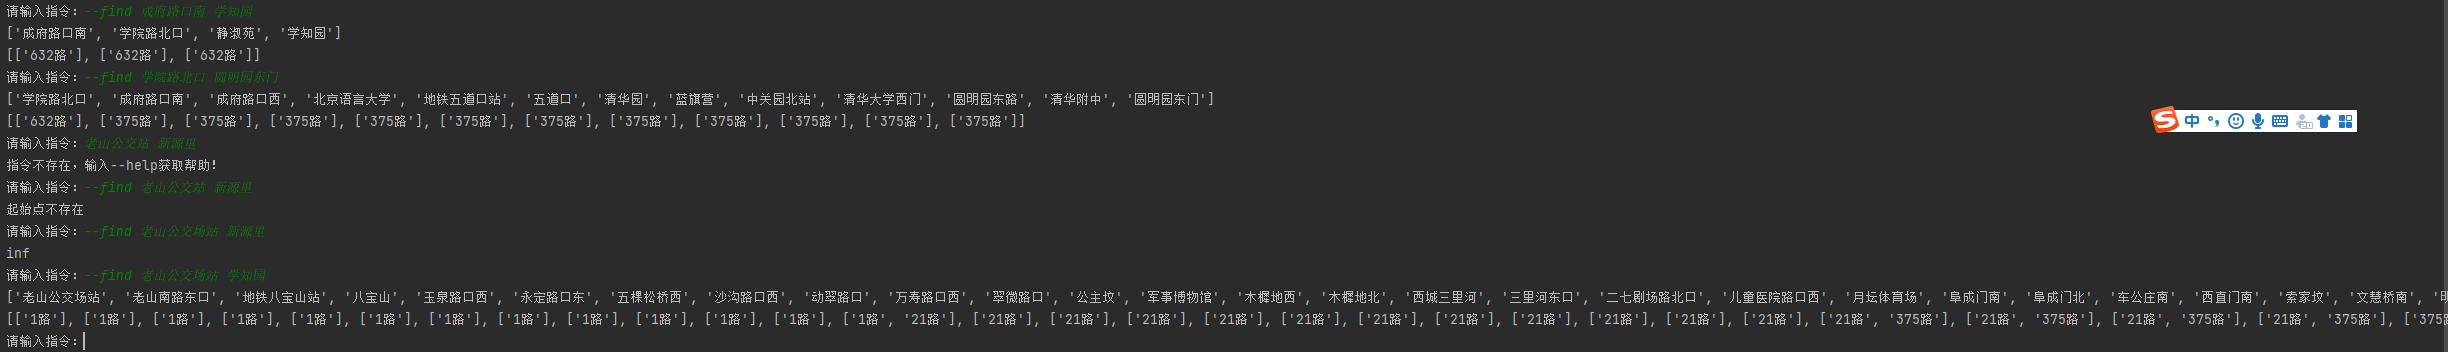 请输入指令：--find 成府路口南 学知园
['成府路口南', '学院路北口', '静淑苑', '学知园']
[['632路'], ['632路'], ['632路']]
请输入指令：--find 学院路北口 圆明园东门
['学院路北口', '成府路口南', '成府路口西', '北京语言大学', '地铁五道口站', '五道口', '清华园', '蓝旗营', '中关园北站', '清华大学西门', '圆明园东路', '清华附中', '圆明园东门']
[['632路'], ['375路'], ['375路'], ['375路'], ['375路'], ['375路'], ['375路'], ['375路'], ['375路'], ['375路'], ['375路'], ['375路']]
中
请输入指令：老山公交站 新源里
指令不存在，输入--help获取帮助!
请输入指令：--find 老山公交站 新源里
起始点不存在
请输入指令：--find 老山公交场站 新源里
inf
请输入指令：--find 老山公交场站 学知园
['老山公交场站', '老山南路东口', '地铁八宝山站', '八宝山', '玉泉路口西', '永定路口东', '五棵松桥西', '沙沟路口西', '动翠路口', '万寿路口西', '翠微路口', '公主坟', '军事博物馆', '木樨地西', '木樨地北', '西城三里河', '三里河东口', '二七剧场路北口', '儿童医院路口西', '月坛体育场', '阜成门南', '阜成门北', '车公庄南', '西直门南', '索家坟', '文慧桥南', '
[['1路'], ['1路'], ['1路'], ['1路'], ['1路'], ['1路'], ['1路'], ['1路'], ['1路'], ['1路'], ['1路'], ['1路'], ['1路', '21路'], ['21路'], ['21路'], ['21路'], ['21路'], ['21路'], ['21路'], ['21路'], ['21路'], ['21路'], ['21路'], ['21路'], ['21路', '375路'], ['21路', '375路'], ['21路', '375路'], ['21路', '375路'], ['375
请输入指令：